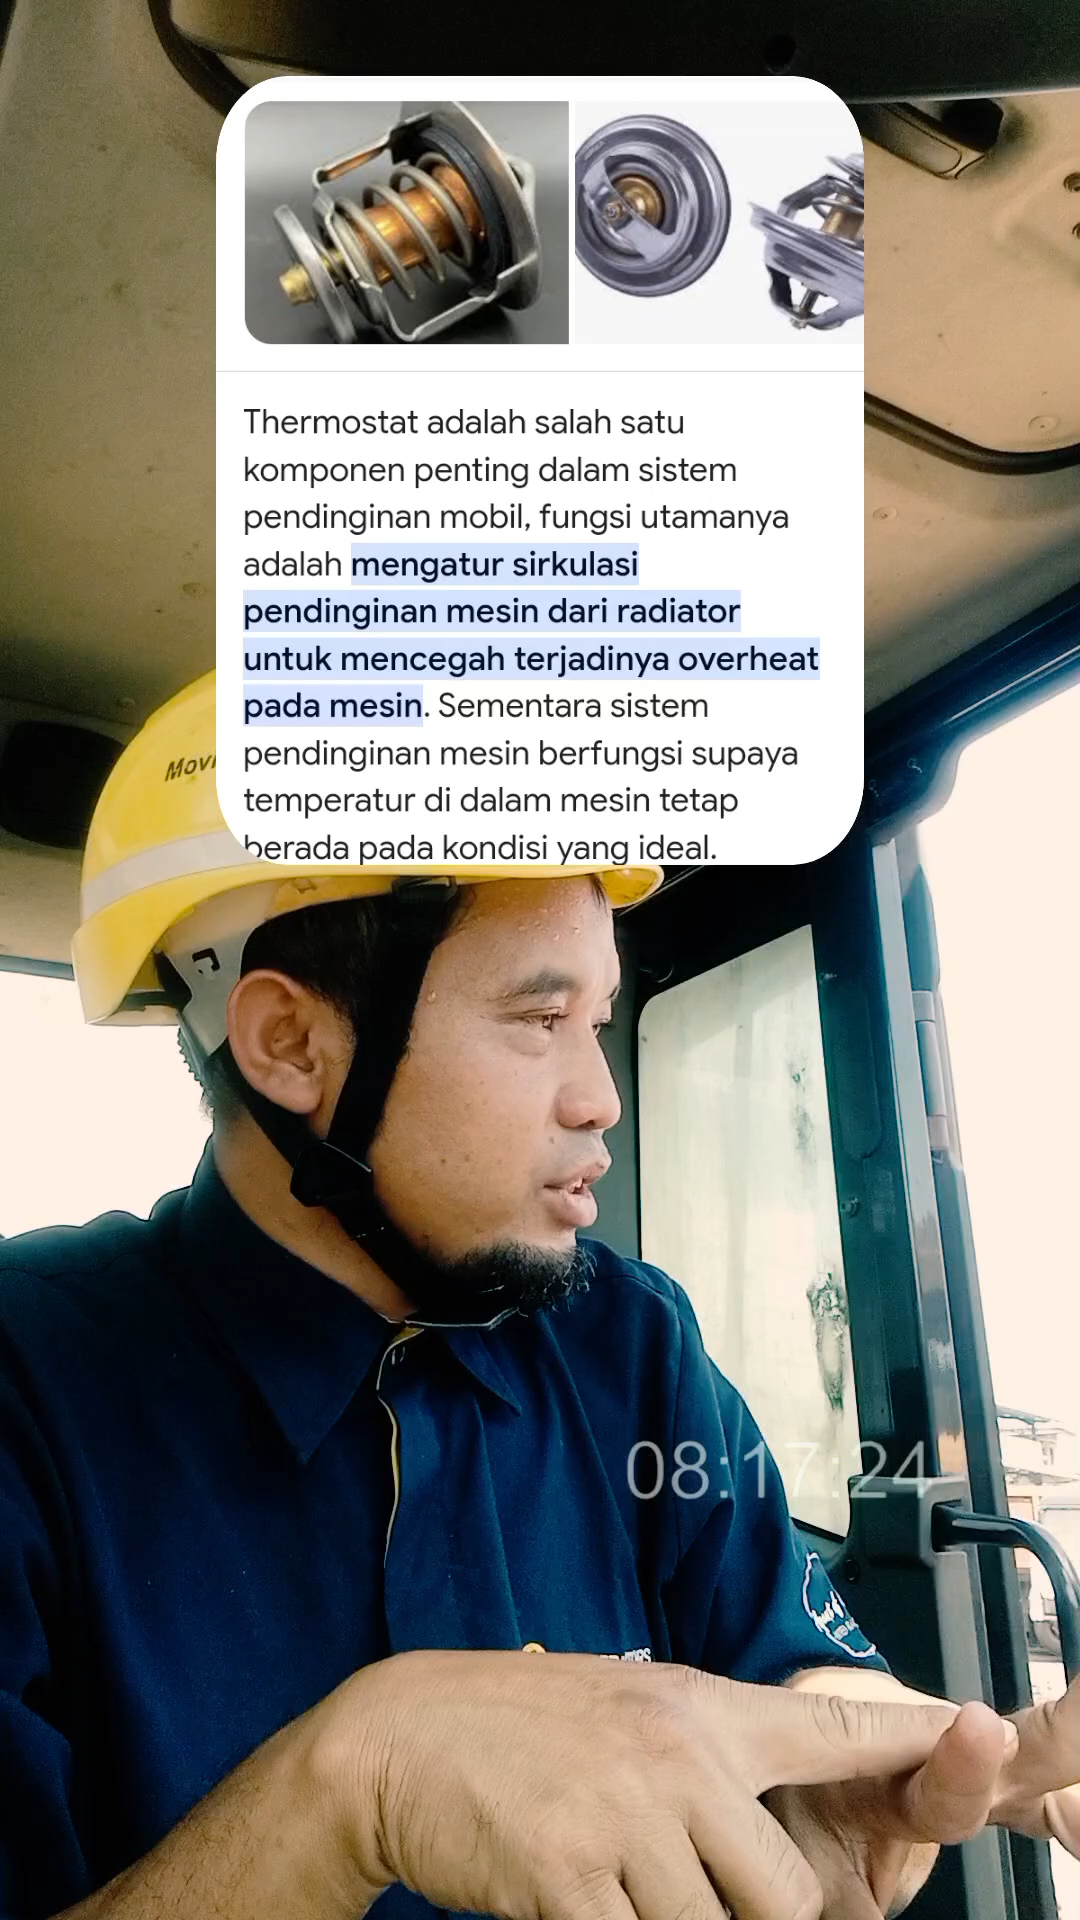 Thermostat adalah salah satu
komponen penting dalam sistem
pendinginan mobil, fungsi utamanya
adalah mengatur sirkulasi
pendinginan mesin dari radiator
untuk mencegah terjadinya overheat
pada mesin. Sementara sistem
pendinginan mesin berfungsi supaya
temperatur di dalam mesin tetap
berada pada kondisi yang ideal.
08:17:24